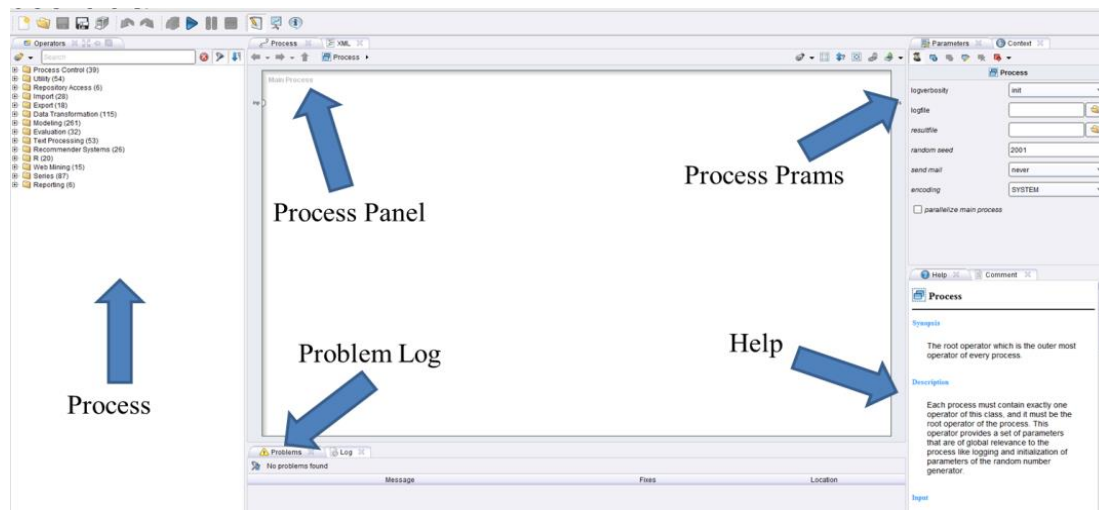 Operators
Search
Process Control (39)
Utility (54)
Repository Access (6)
Import (28)
Export (18)
Data Transformation (115)
Modeling (261)
Evaluation (32)
Text Processing (53)
Recommender Systems (26)
R (20)
Web Mining (15)
Series (87)
Reporting (6)
Process
Process
XML
Process
Main Process
inp
Process Panel
Process Prams
Problem Log
Help
Problems
Log
No problems found
Message
Fixes
Location
Parameters
Context
Process
logverbosity
init
logfile
resultfile
random seed
2001
send mail
never
encoding
SYSTEM
parallelize main process
Help
Comment
Process
Synopsis
The root operator which is the outer most
operator of every process.
Description
Each process must contain exactly one
operator of this class, and it must be the
root operator of the process. This
operator provides a set of parameters
that are of global relevance to the
process like logging and initialization of
parameters of the random number
generator.
Input